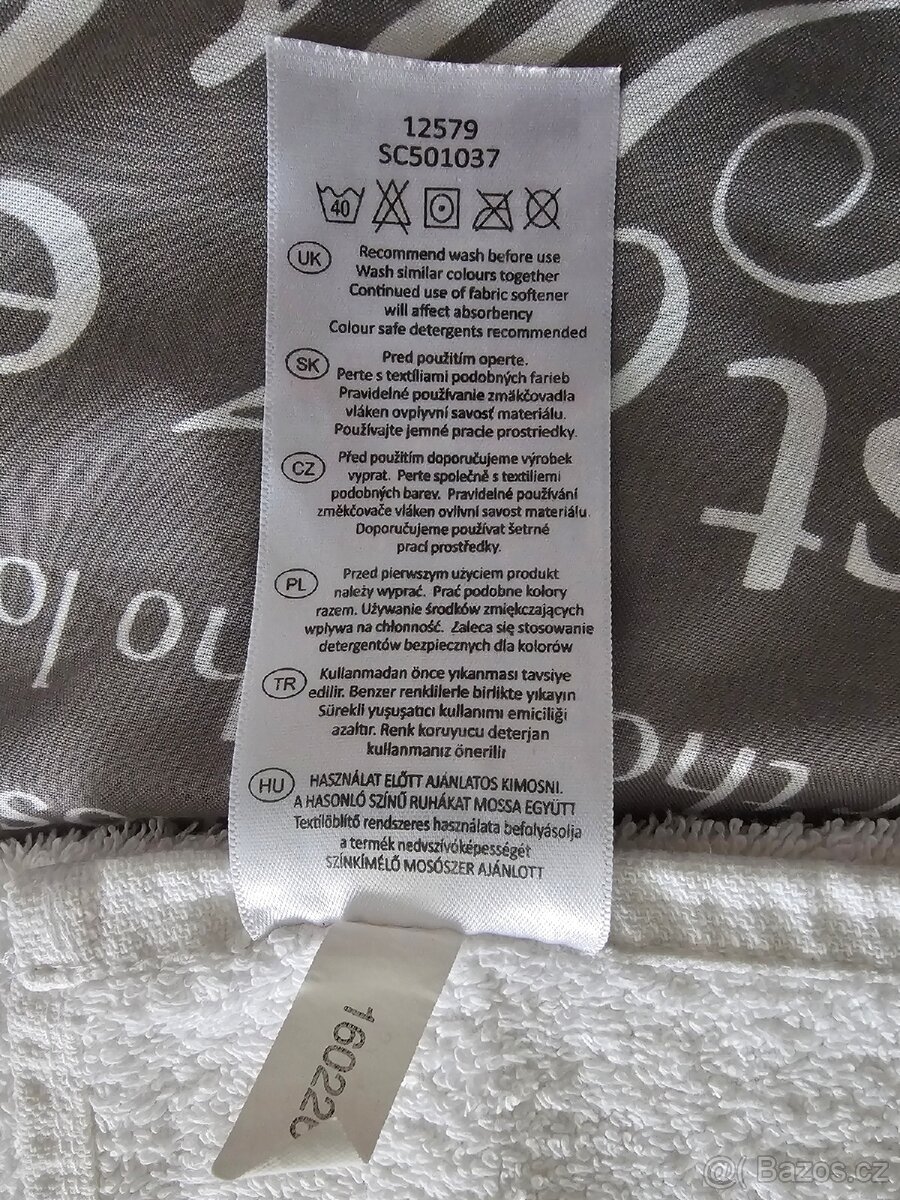 12579
SC501037
40
UK
Recommend wash before use
Wash similar colours together
Continued use of fabric softener
will affect absorbency
Colour safe detergents recommended
SK
Pred použitím operte.
Perte s textíliami podobných farieb
Pravidelné používanie zmäkčovadla
vláken ovplyvní savosť materiálu.
Používajte jemné pracie prostriedky.
CZ
Před použitím doporučujeme výrobek
vyprat. Perte společně s textiliemi
podobných barev. Pravidelné používání
změkčovače vláken ovlivní savost materiálu.
Doporučujeme používat šetrné
prací prostředky.
PL
Przed pierwszym użyciem produkt
należy wyprać. Prać podobne kolory
razem. Używanie środków zmiękczających
wpływa na chłonność. Zaleca się stosowanie
detergentów bezpiecznych dla kolorów
TR
Kullanmadan önce yıkanması tavsiye
edilir. Benzer renklilerle birlikte yıkayın
Sürekli yuşuşatıcı kullanımı emiciliği
azaltır. Renk koruyucu deterjan
kullanmanız önerilir
HU
HASZNÁLAT ELŐTT AJÁNLATOS KIMOSNI.
A HASONLÓ SZÍNŰ RUHÁKAT MOSSA EGYÜTT
Textilöblítő rendszeres használata befolyásolja
a termék nedvszívóképességét
SZÍNKÍMÉLŐ MOSÓSZER AJÁNLOTT
Bazos.cz